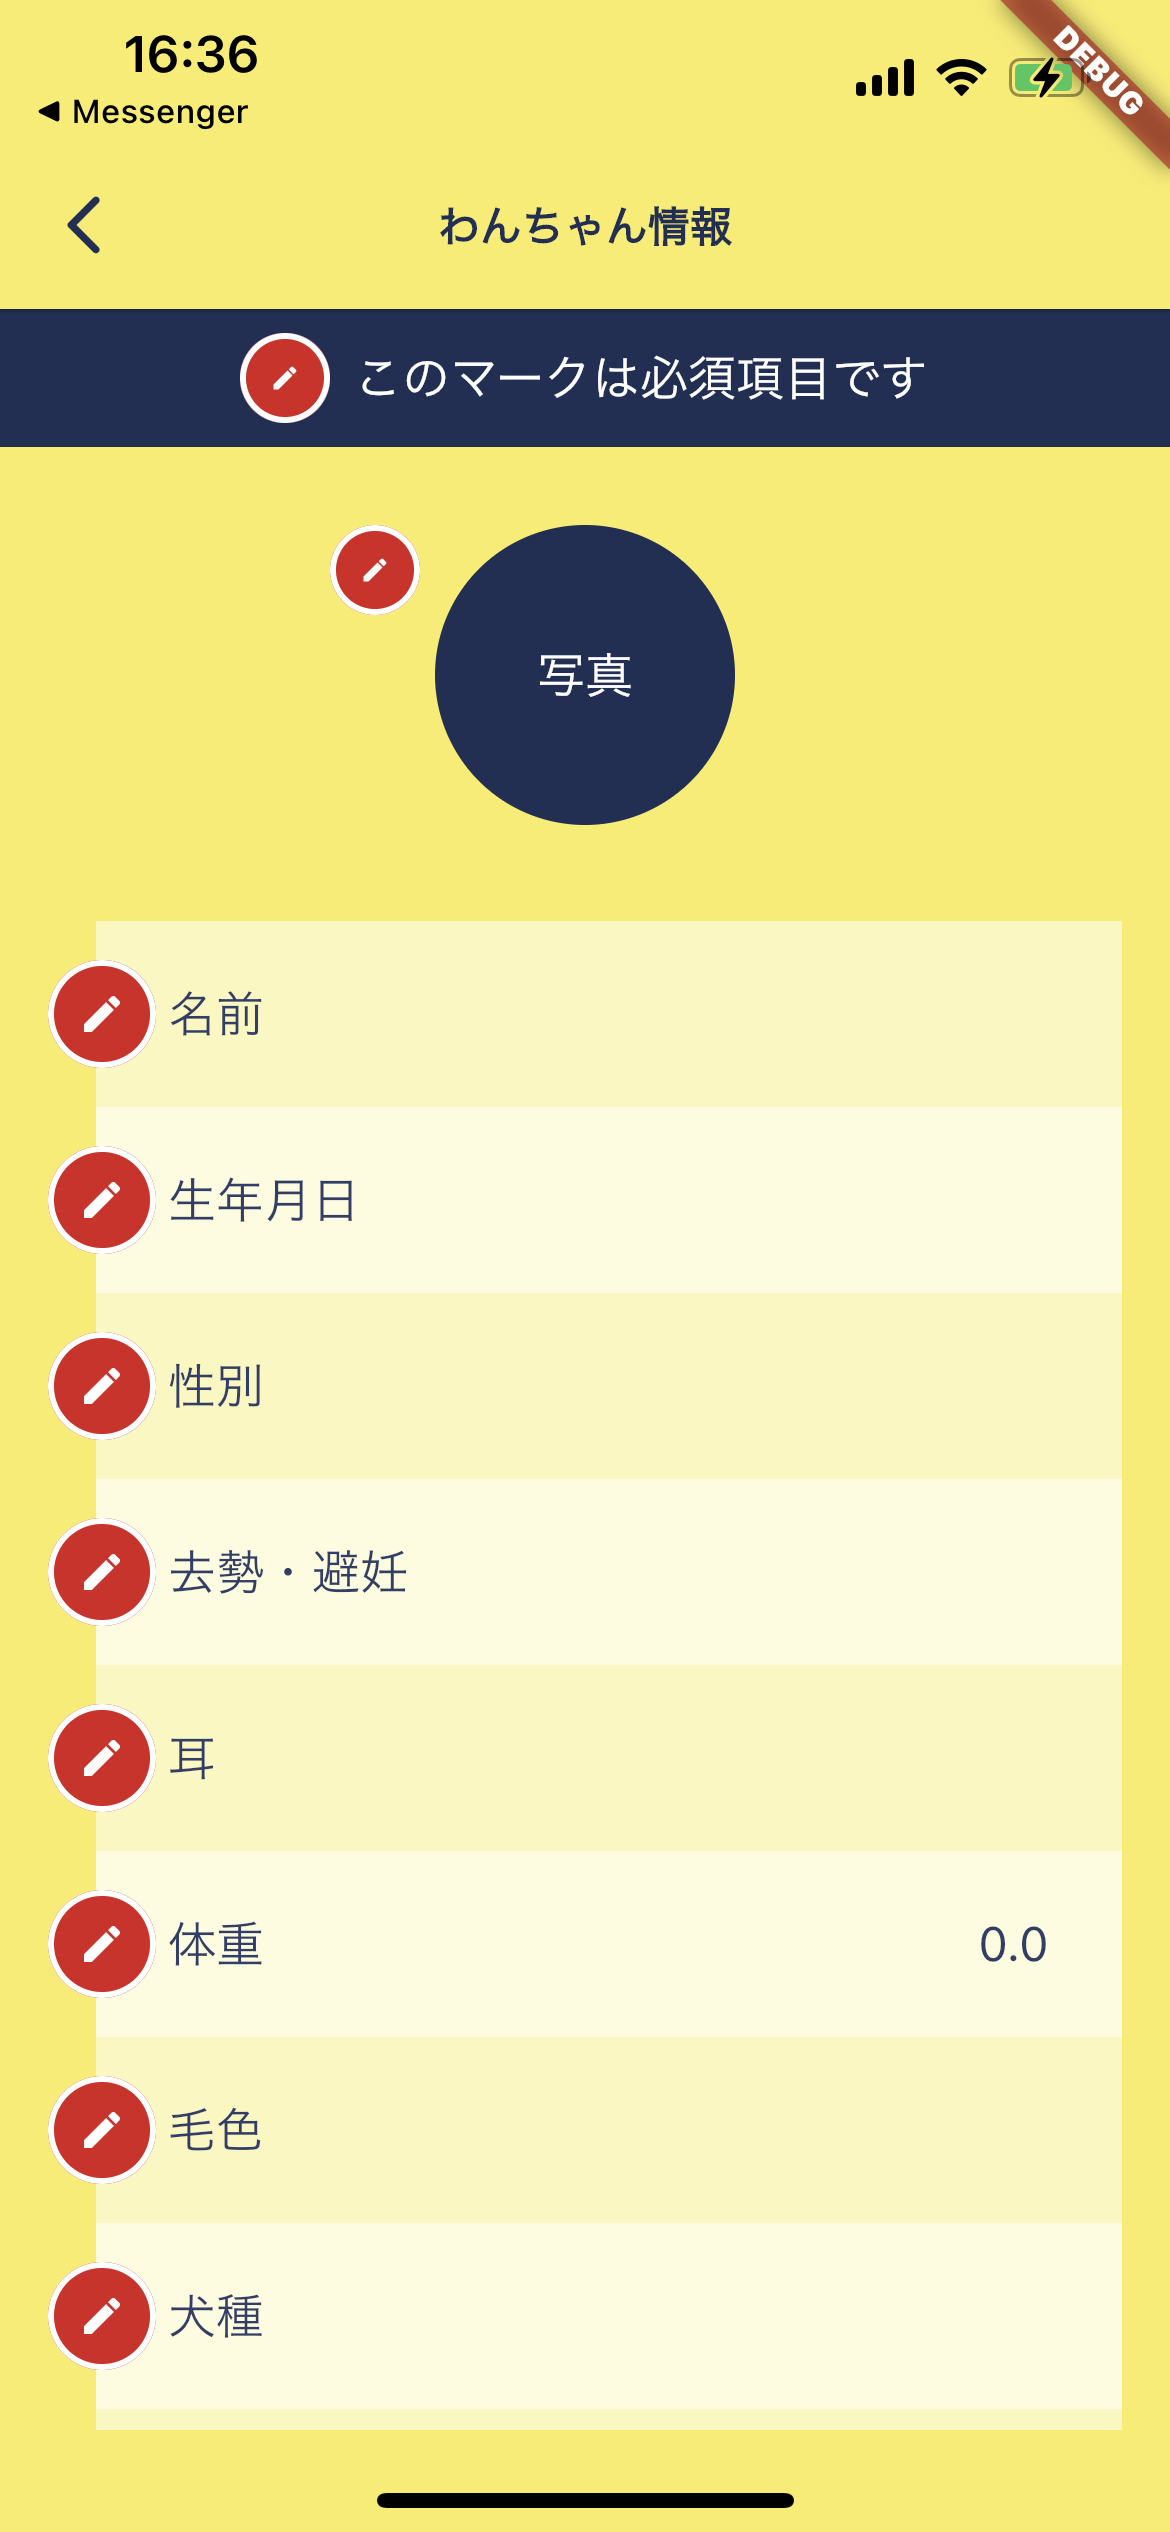 16:36
DEBUG
◀ Messenger
わんちゃん情報
このマークは必須項目です
写真
名前
生年月日
性別
去勢・避妊
耳
体重 0.0
毛色
犬種